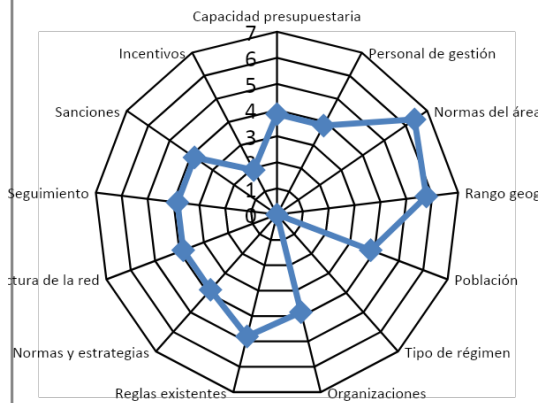 Capacidad presupuestaria
7
Incentivos
Personal de gestión
6
5
Sanciones
Normas del área
4
3
2
Seguimiento
Rango geog
1
0
ctura de la red
Población
Normas y estrategias
Tipo de régimen
Reglas existentes
Organizaciones